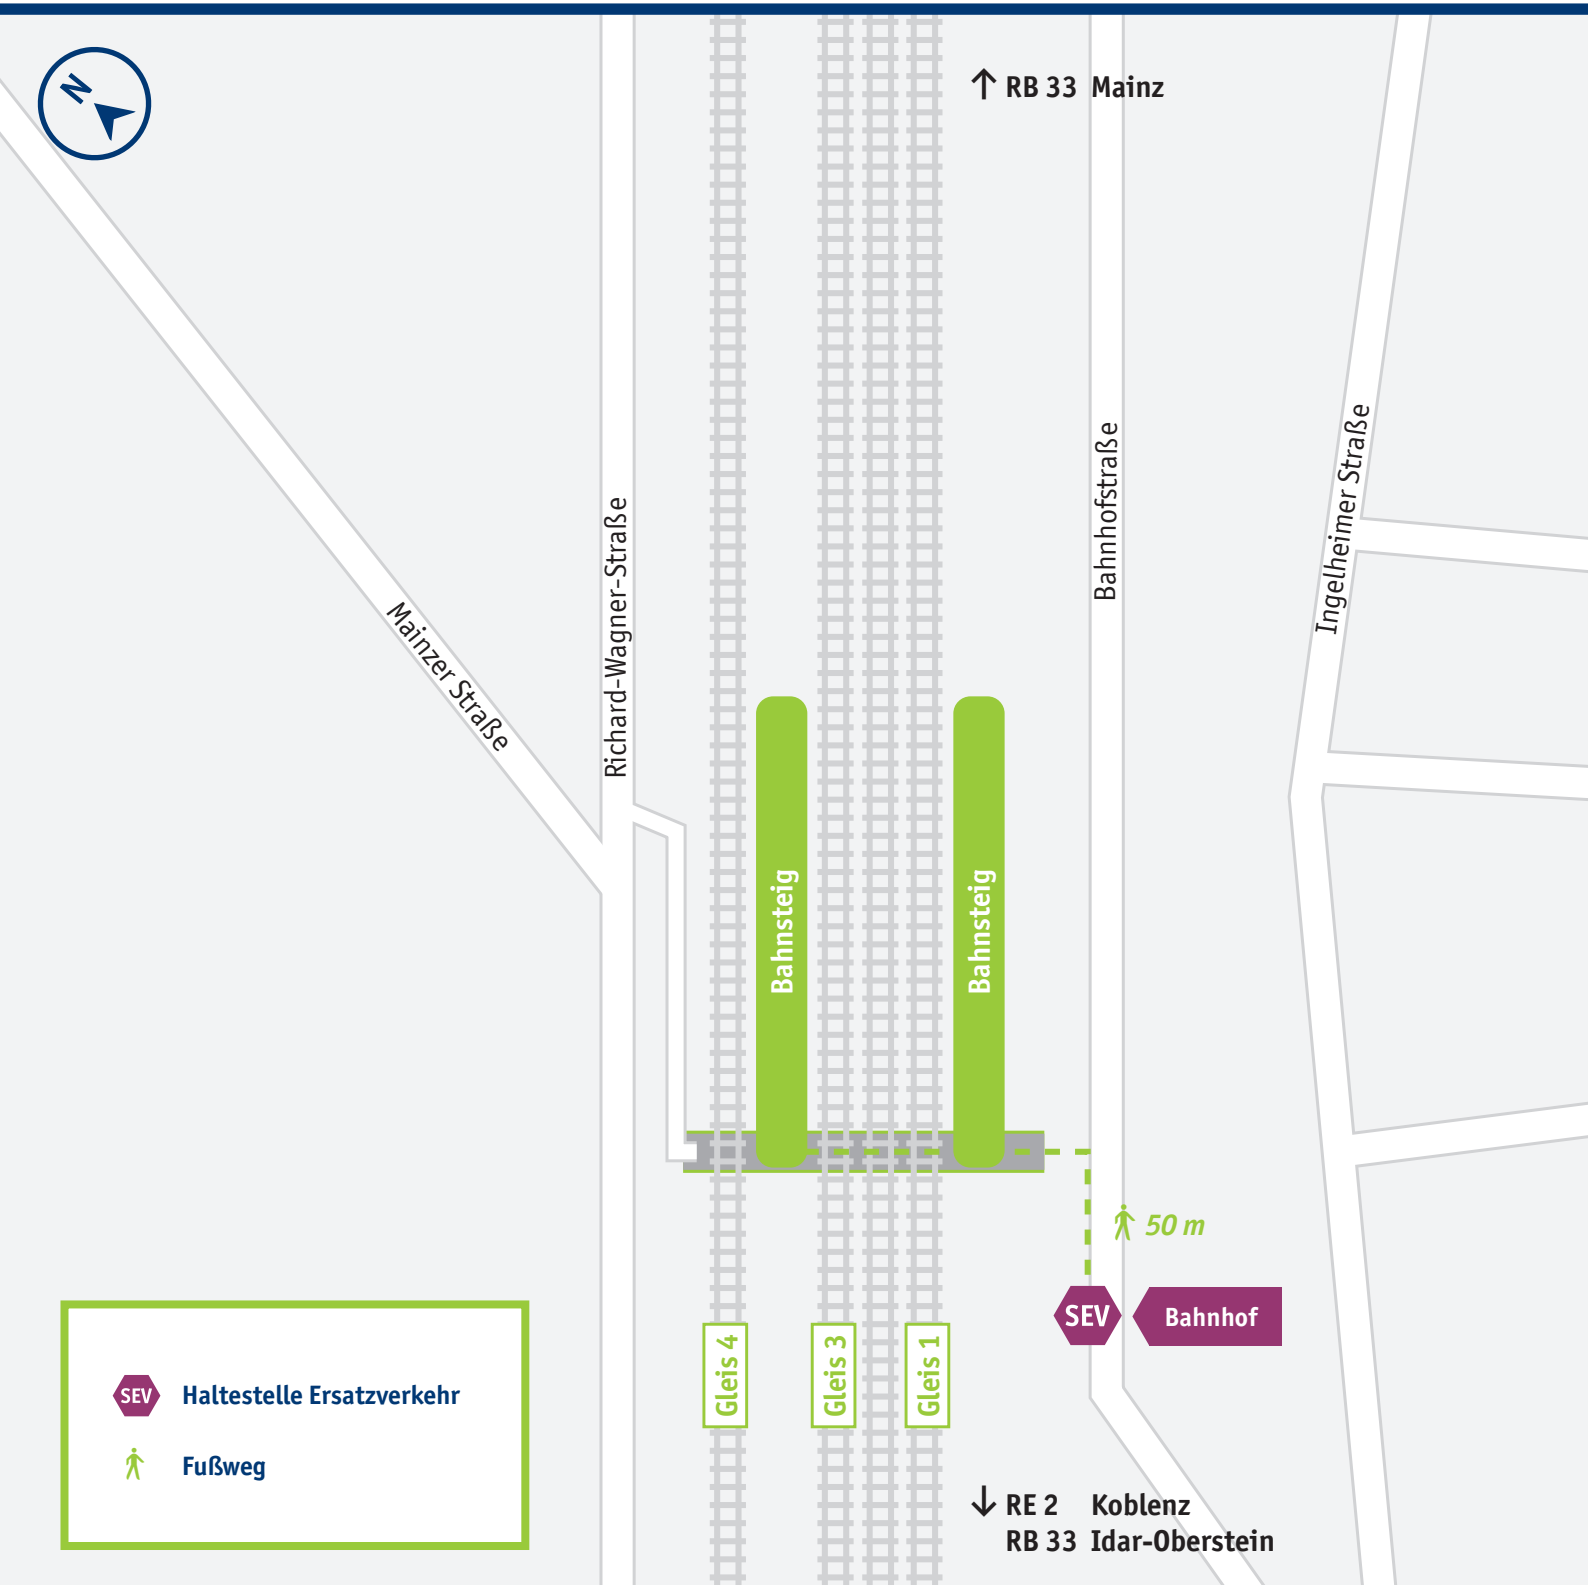 N
↑ RB 33 Mainz
Mainzer Straße
Richard-Wagner-Straße
Bahnhofstraße
Ingelheimer Straße
Bahnsteig
Bahnsteig
50 m
SEV
Bahnhof
Gleis 4
Gleis 3
Gleis 1
SEV Haltestelle Ersatzverkehr
Fußweg
↓ RE 2 Koblenz
RB 33 Idar-Oberstein